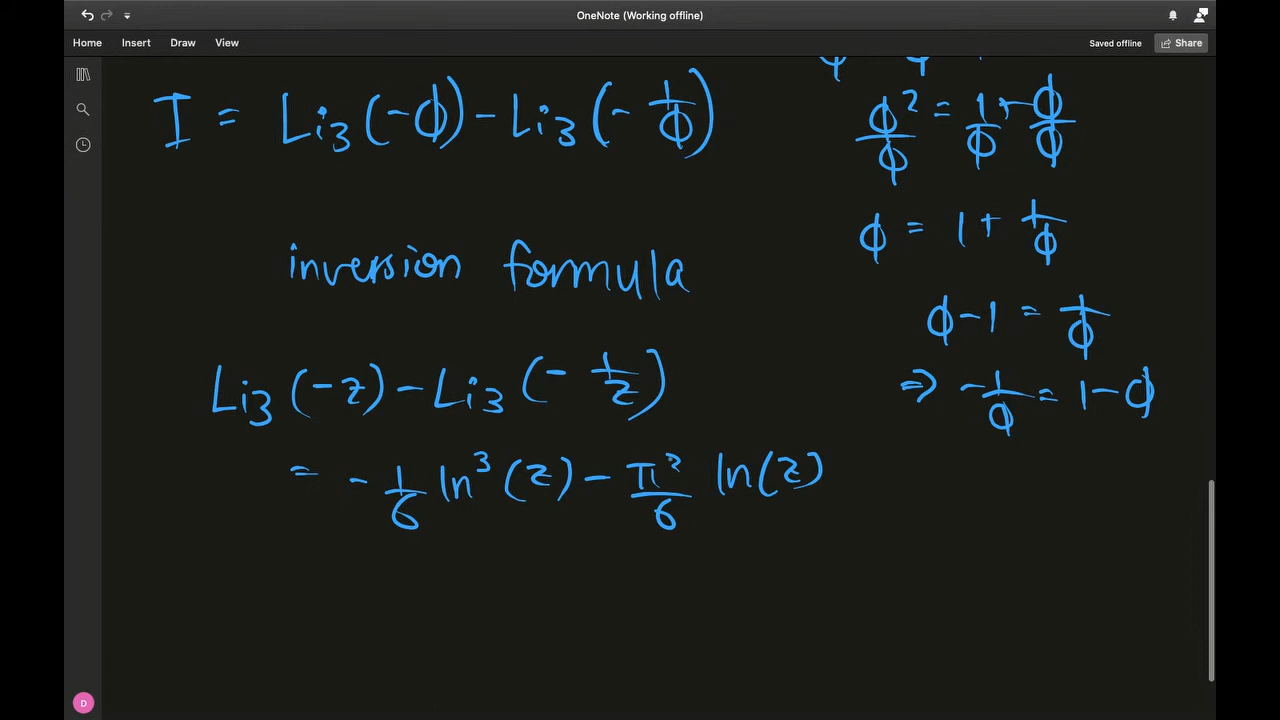 OneNote (Working offline)
Home Insert Draw View
Saved offline Share
I = Li₃(-ϕ) - Li₃(-1/ϕ)
inversion formula
Li₃(-z) - Li₃(-1/z)
= -1/6 ln³(z) - π²/6 ln(z)
ϕ²/ϕ = 1/ϕ + ϕ/ϕ
ϕ = 1 + 1/ϕ
ϕ - 1 = 1/ϕ
⇒ -1/ϕ = 1 - ϕ
D